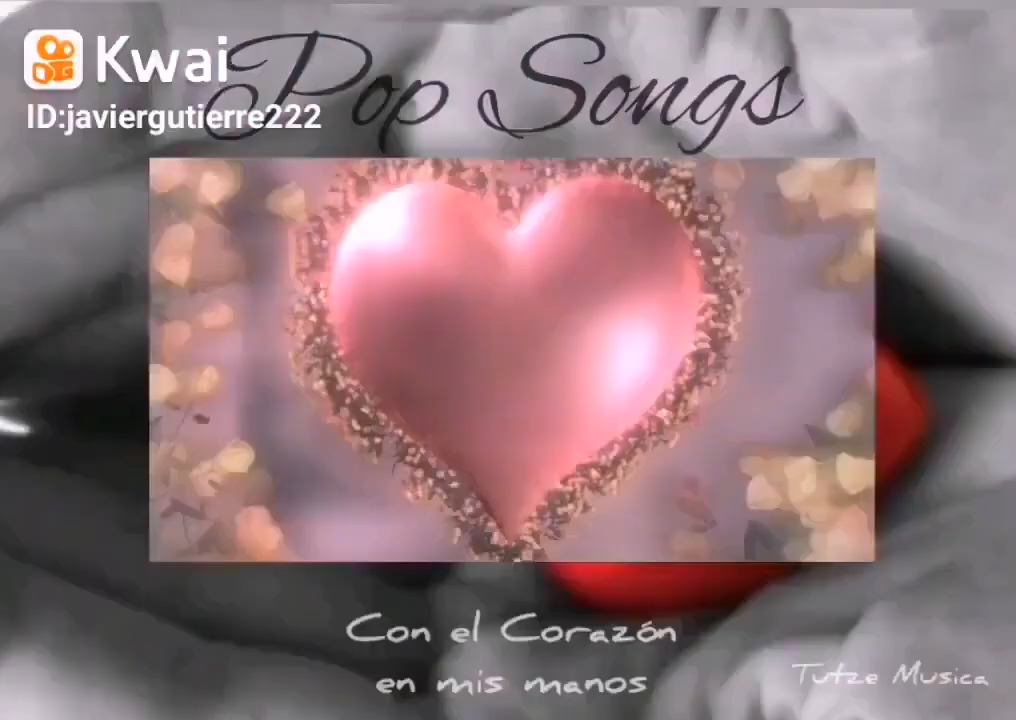 Kwai
ID:javiergutierre222
Pop Songs
Con el Corazón
en mis manos
Tutze Musica